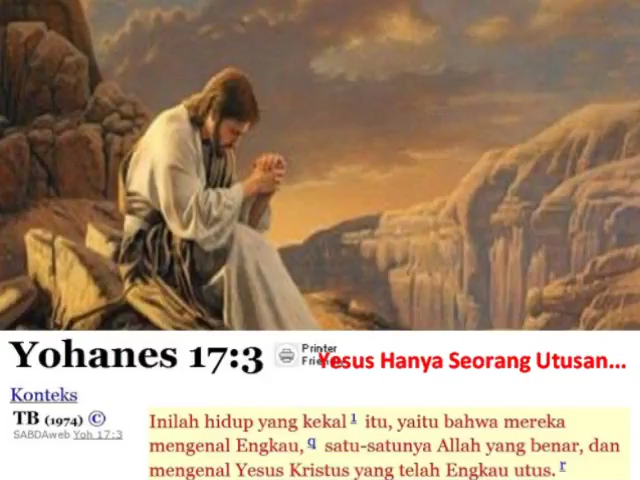 Yohanes 17:3
Printer
Yesus Hanya Seorang Utusan...
Konteks
TB (1974) ©
SABDAweb Yoh 17:3
Inilah hidup yang kekal 1 itu, yaitu bahwa mereka
mengenal Engkau, q satu-satunya Allah yang benar, dan
mengenal Yesus Kristus yang telah Engkau utus. r